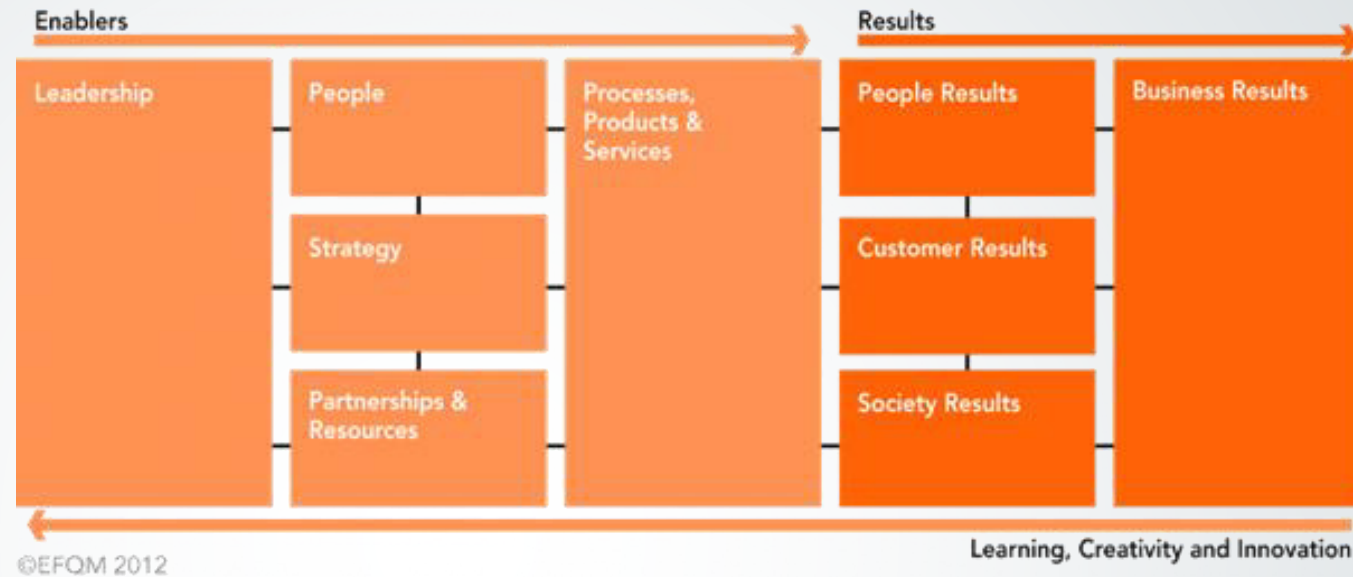 Enablers
Results
Leadership
People
Processes,
Products &
Services
People Results
Business Results
Strategy
Customer Results
Partnerships &
Resources
Society Results
Learning, Creativity and Innovation
©EFQM 2012